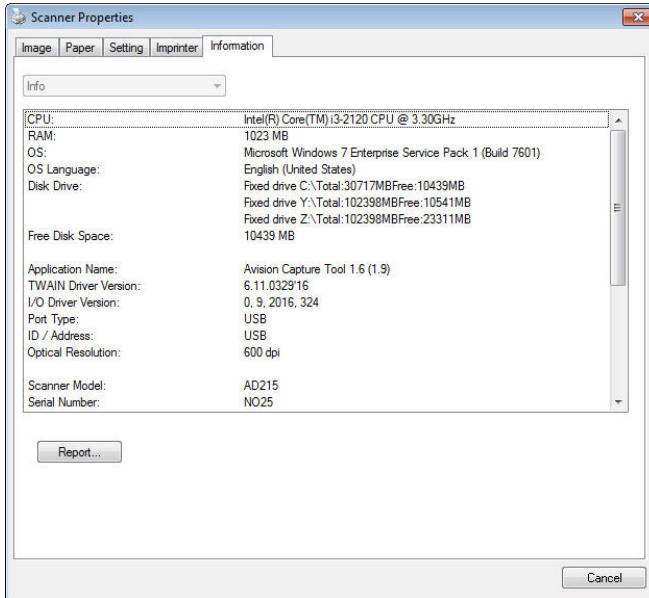 Scanner Properties
Image Paper Setting Imprinter Information
Info
CPU: Intel(R) Core(TM) i3-2120 CPU @ 3.30GHz
RAM: 1023 MB
OS: Microsoft Windows 7 Enterprise Service Pack 1 (Build 7601)
OS Language: English (United States)
Disk Drive: Fixed drive C:\Total:30717MBFree:10439MB
Fixed drive Y:\Total:102398MBFree:10541MB
Fixed drive Z:\Total:102398MBFree:23311MB
Free Disk Space: 10439 MB
Application Name: Avision Capture Tool 1.6 (1.9)
TWAIN Driver Version: 6.11.0329'16
I/O Driver Version: 0, 9, 2016, 324
Port Type: USB
ID / Address: USB
Optical Resolution: 600 dpi
Scanner Model: AD215
Serial Number: NO25
Report...
Cancel